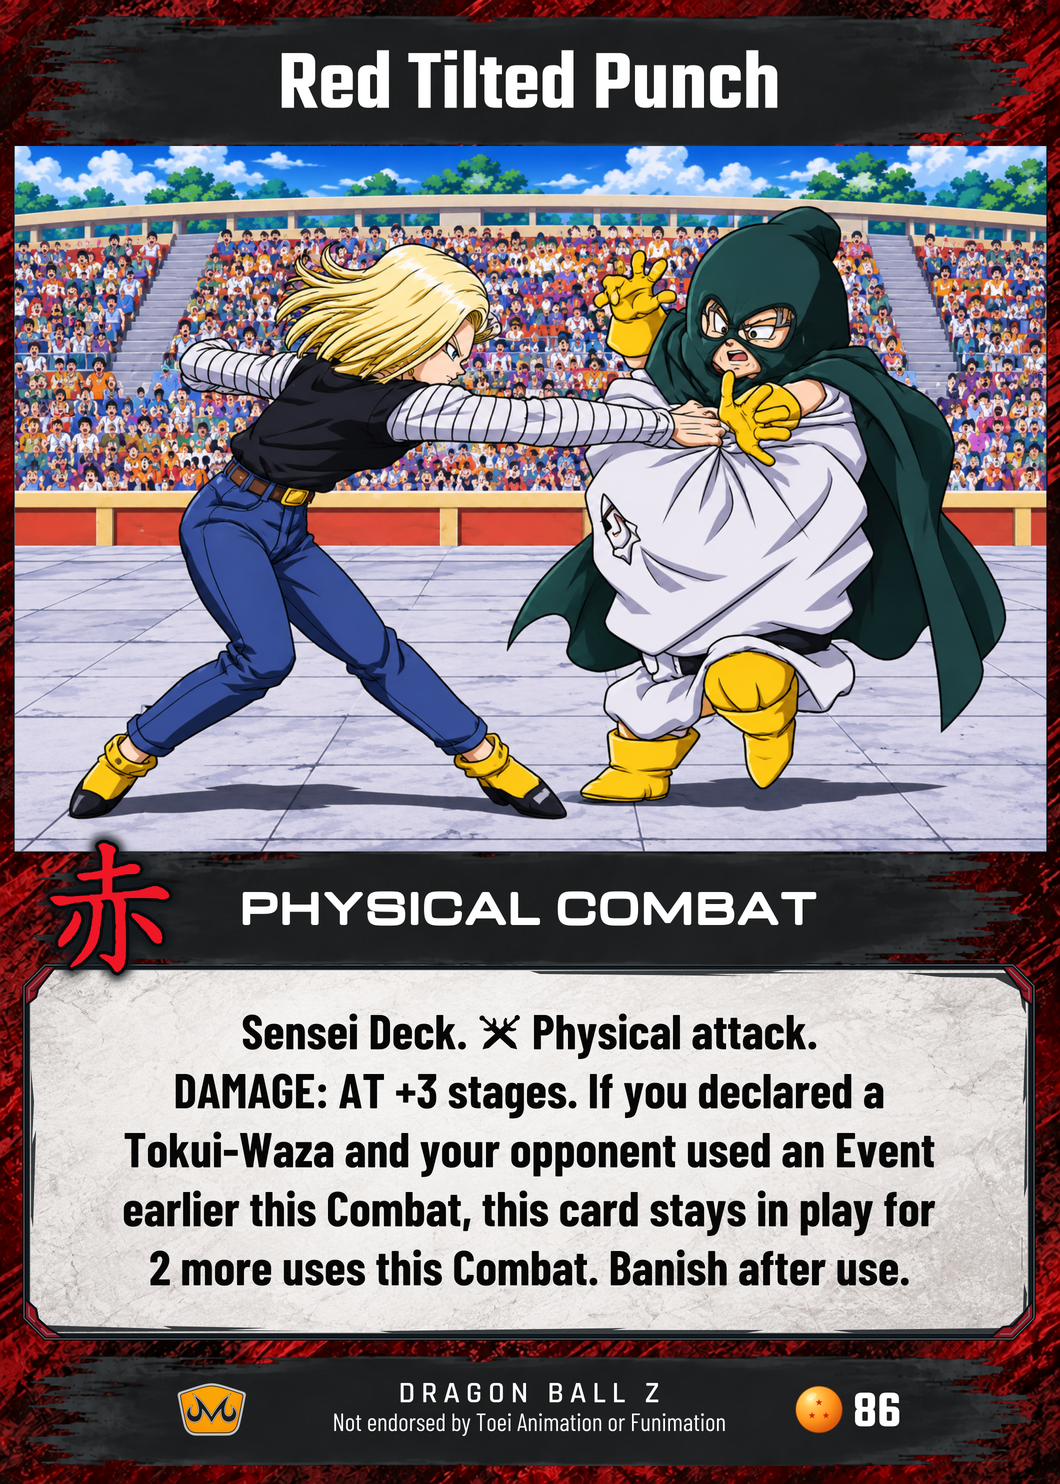 Red Tilted Punch
赤
PHYSICAL COMBAT
Sensei Deck. Physical attack.
DAMAGE: AT +3 stages. If you declared a
Tokui-Waza and your opponent used an Event
earlier this Combat, this card stays in play for
2 more uses this Combat. Banish after use.
DRAGON BALL Z
Not endorsed by Toei Animation or Funimation
86